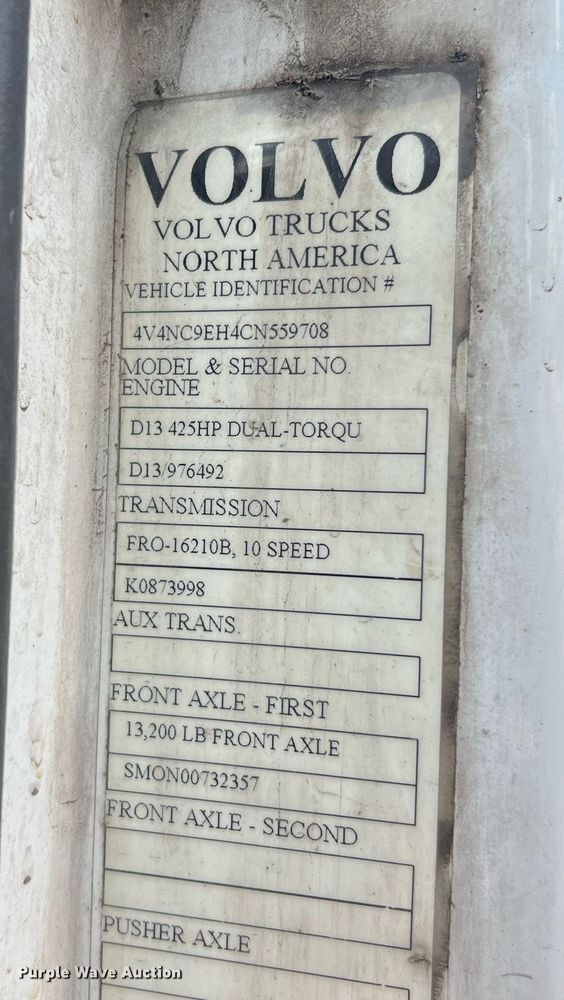 VOLVO
VOLVO TRUCKS
NORTH AMERICA
VEHICLE IDENTIFICATION #
4V4NC9EH4CN559708
MODEL & SERIAL NO.
ENGINE
D13 425HP DUAL-TORQU
D13/976492
TRANSMISSION
FRO-16210B, 10 SPEED
K0873998
AUX TRANS.
FRONT AXLE - FIRST
13,200 LB FRONT AXLE
SMON00732357
FRONT AXLE - SECOND
PUSHER AXLE
Purple Wave Auction